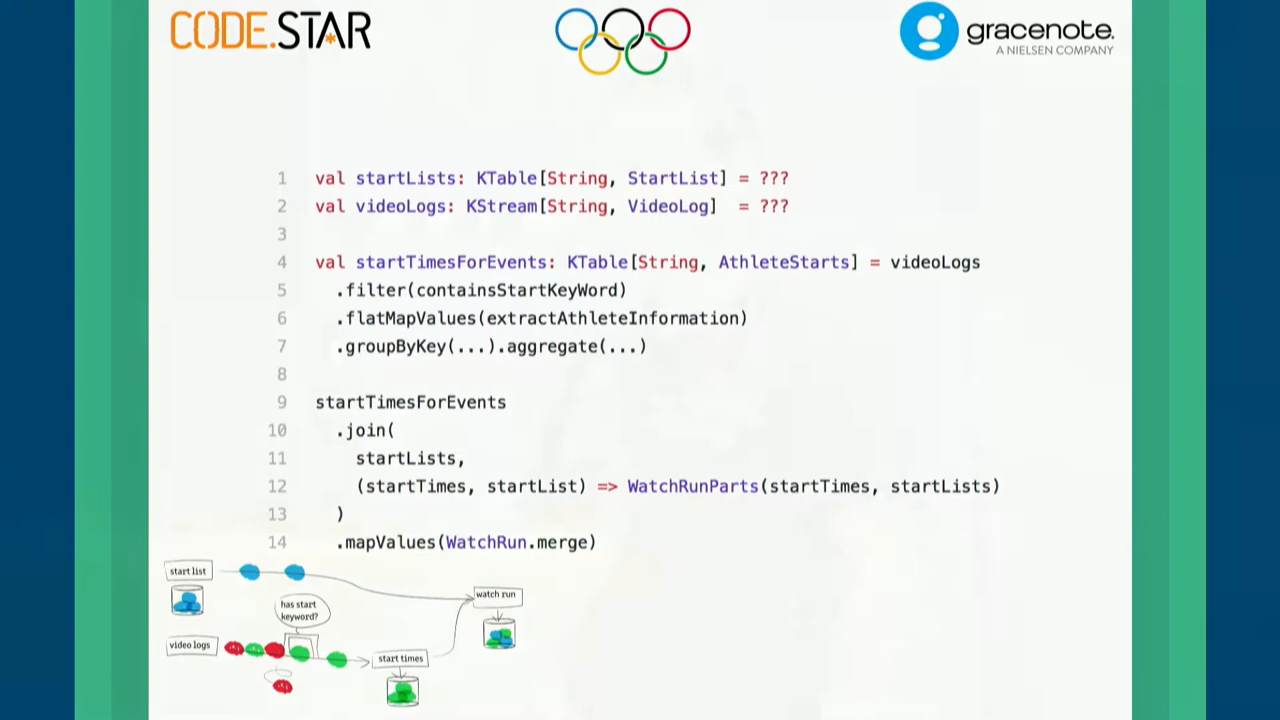 CODE.STAR
gracenote.
A NIELSEN COMPANY
1 val startLists: KTable[String, StartList] = ???
2 val videoLogs: KStream[String, VideoLog] = ???
3
4 val startTimesForEvents: KTable[String, AthleteStarts] = videoLogs
5 .filter(containsStartKeyWord)
6 .flatMapValues(extractAthleteInformation)
7 .groupByKey(...).aggregate(...)
8
9 startTimesForEvents
10 .join(
11 startLists,
12 (startTimes, startList) => WatchRunParts(startTimes, startLists)
13 )
14 .mapValues(WatchRun.merge)
start list
has start
keyword?
watch run
video logs
start times